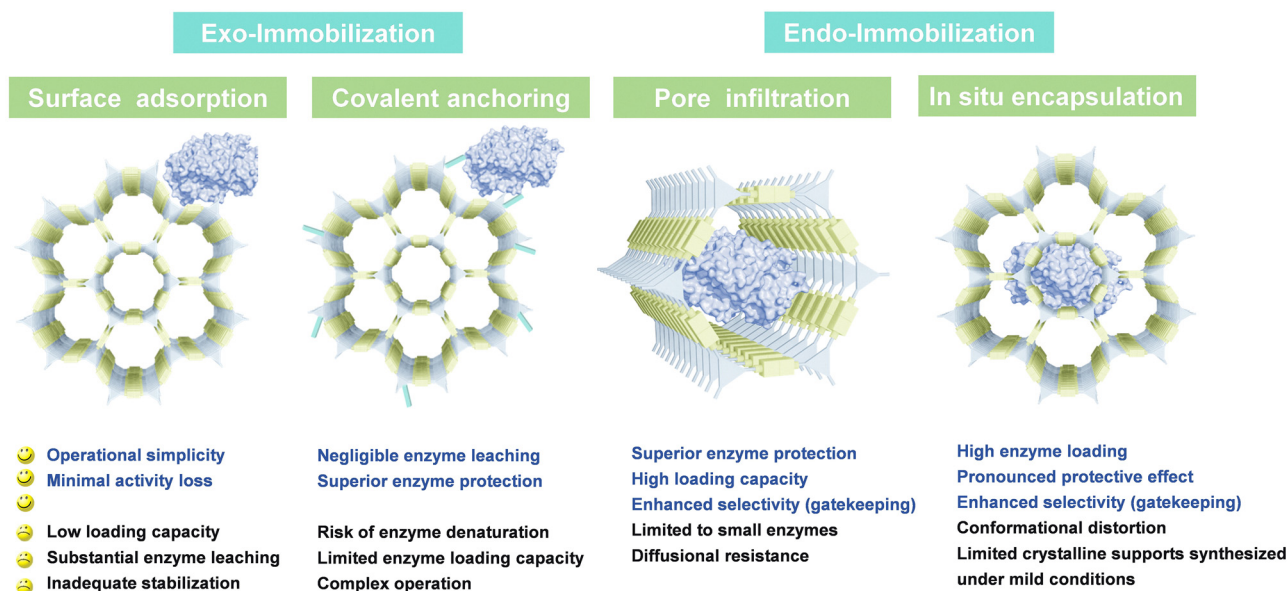 Exo-Immobilization
Endo-Immobilization
Surface adsorption
Covalent anchoring
Pore infiltration
In situ encapsulation
Operational simplicity
Minimal activity loss
Low loading capacity
Substantial enzyme leaching
Inadequate stabilization
Negligible enzyme leaching
Superior enzyme protection
Risk of enzyme denaturation
Limited enzyme loading capacity
Complex operation
Superior enzyme protection
High loading capacity
Enhanced selectivity (gatekeeping)
Limited to small enzymes
Diffusional resistance
High enzyme loading
Pronounced protective effect
Enhanced selectivity (gatekeeping)
Conformational distortion
Limited crystalline supports synthesized
under mild conditions